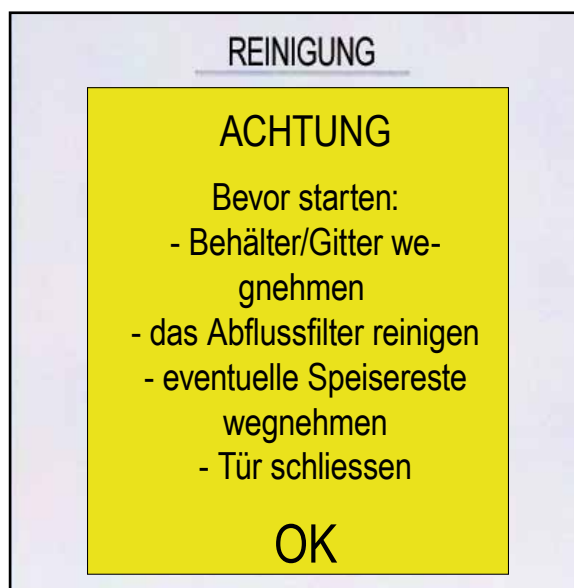 REINIGUNG
ACHTUNG
Bevor starten:
- Behälter/Gitter we-
gnehmen
- das Abflussfilter reinigen
- eventuelle Speisereste
wegnehmen
- Tür schliessen
OK